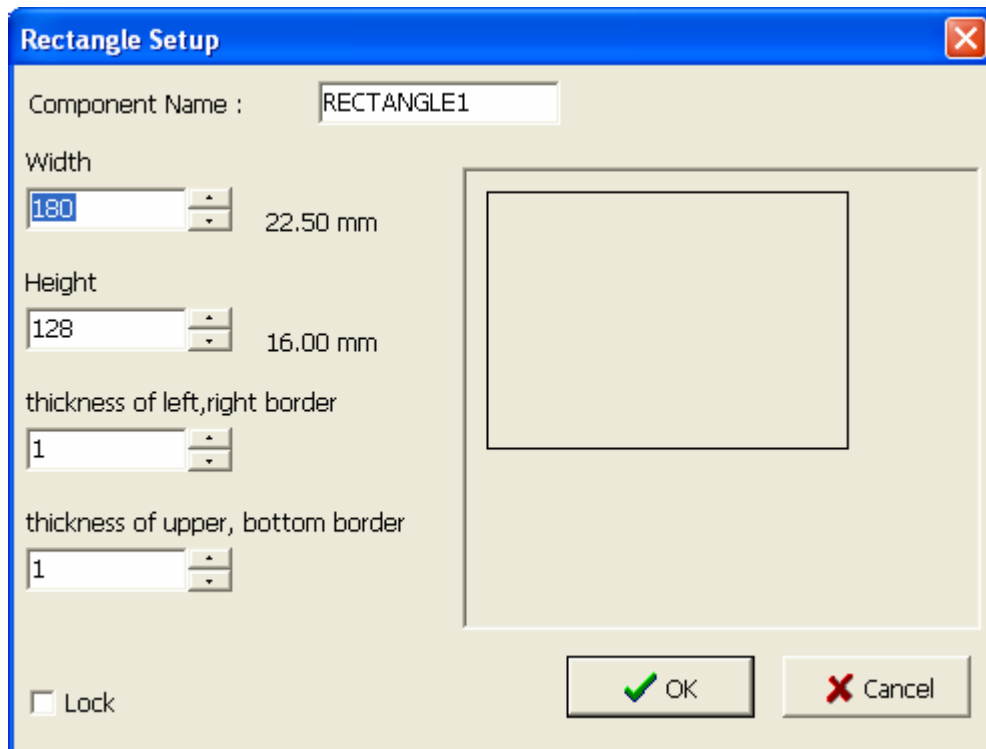 Rectangle Setup
Component Name :
RECTANGLE1
Width
180
22.50 mm
Height
128
16.00 mm
thickness of left,right border
1
thickness of upper, bottom border
1
Lock
OK
Cancel